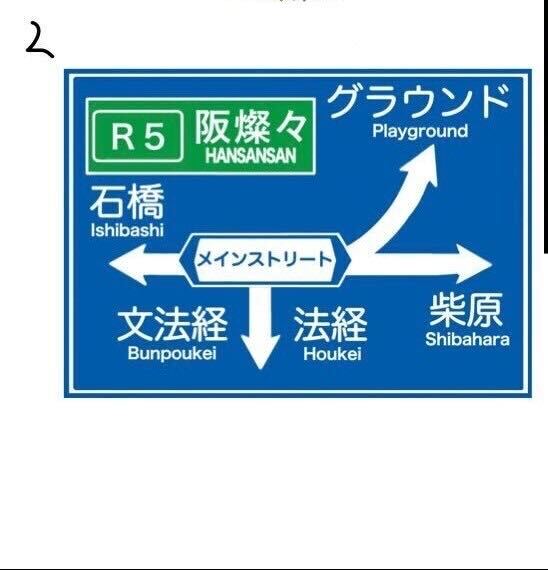 2
グラウンド
Playground
R5
阪燦々
HANSANSAN
石橋
Ishibashi
メインストリート
文法経
Bunpoukei
法経
Houkei
柴原
Shibahara